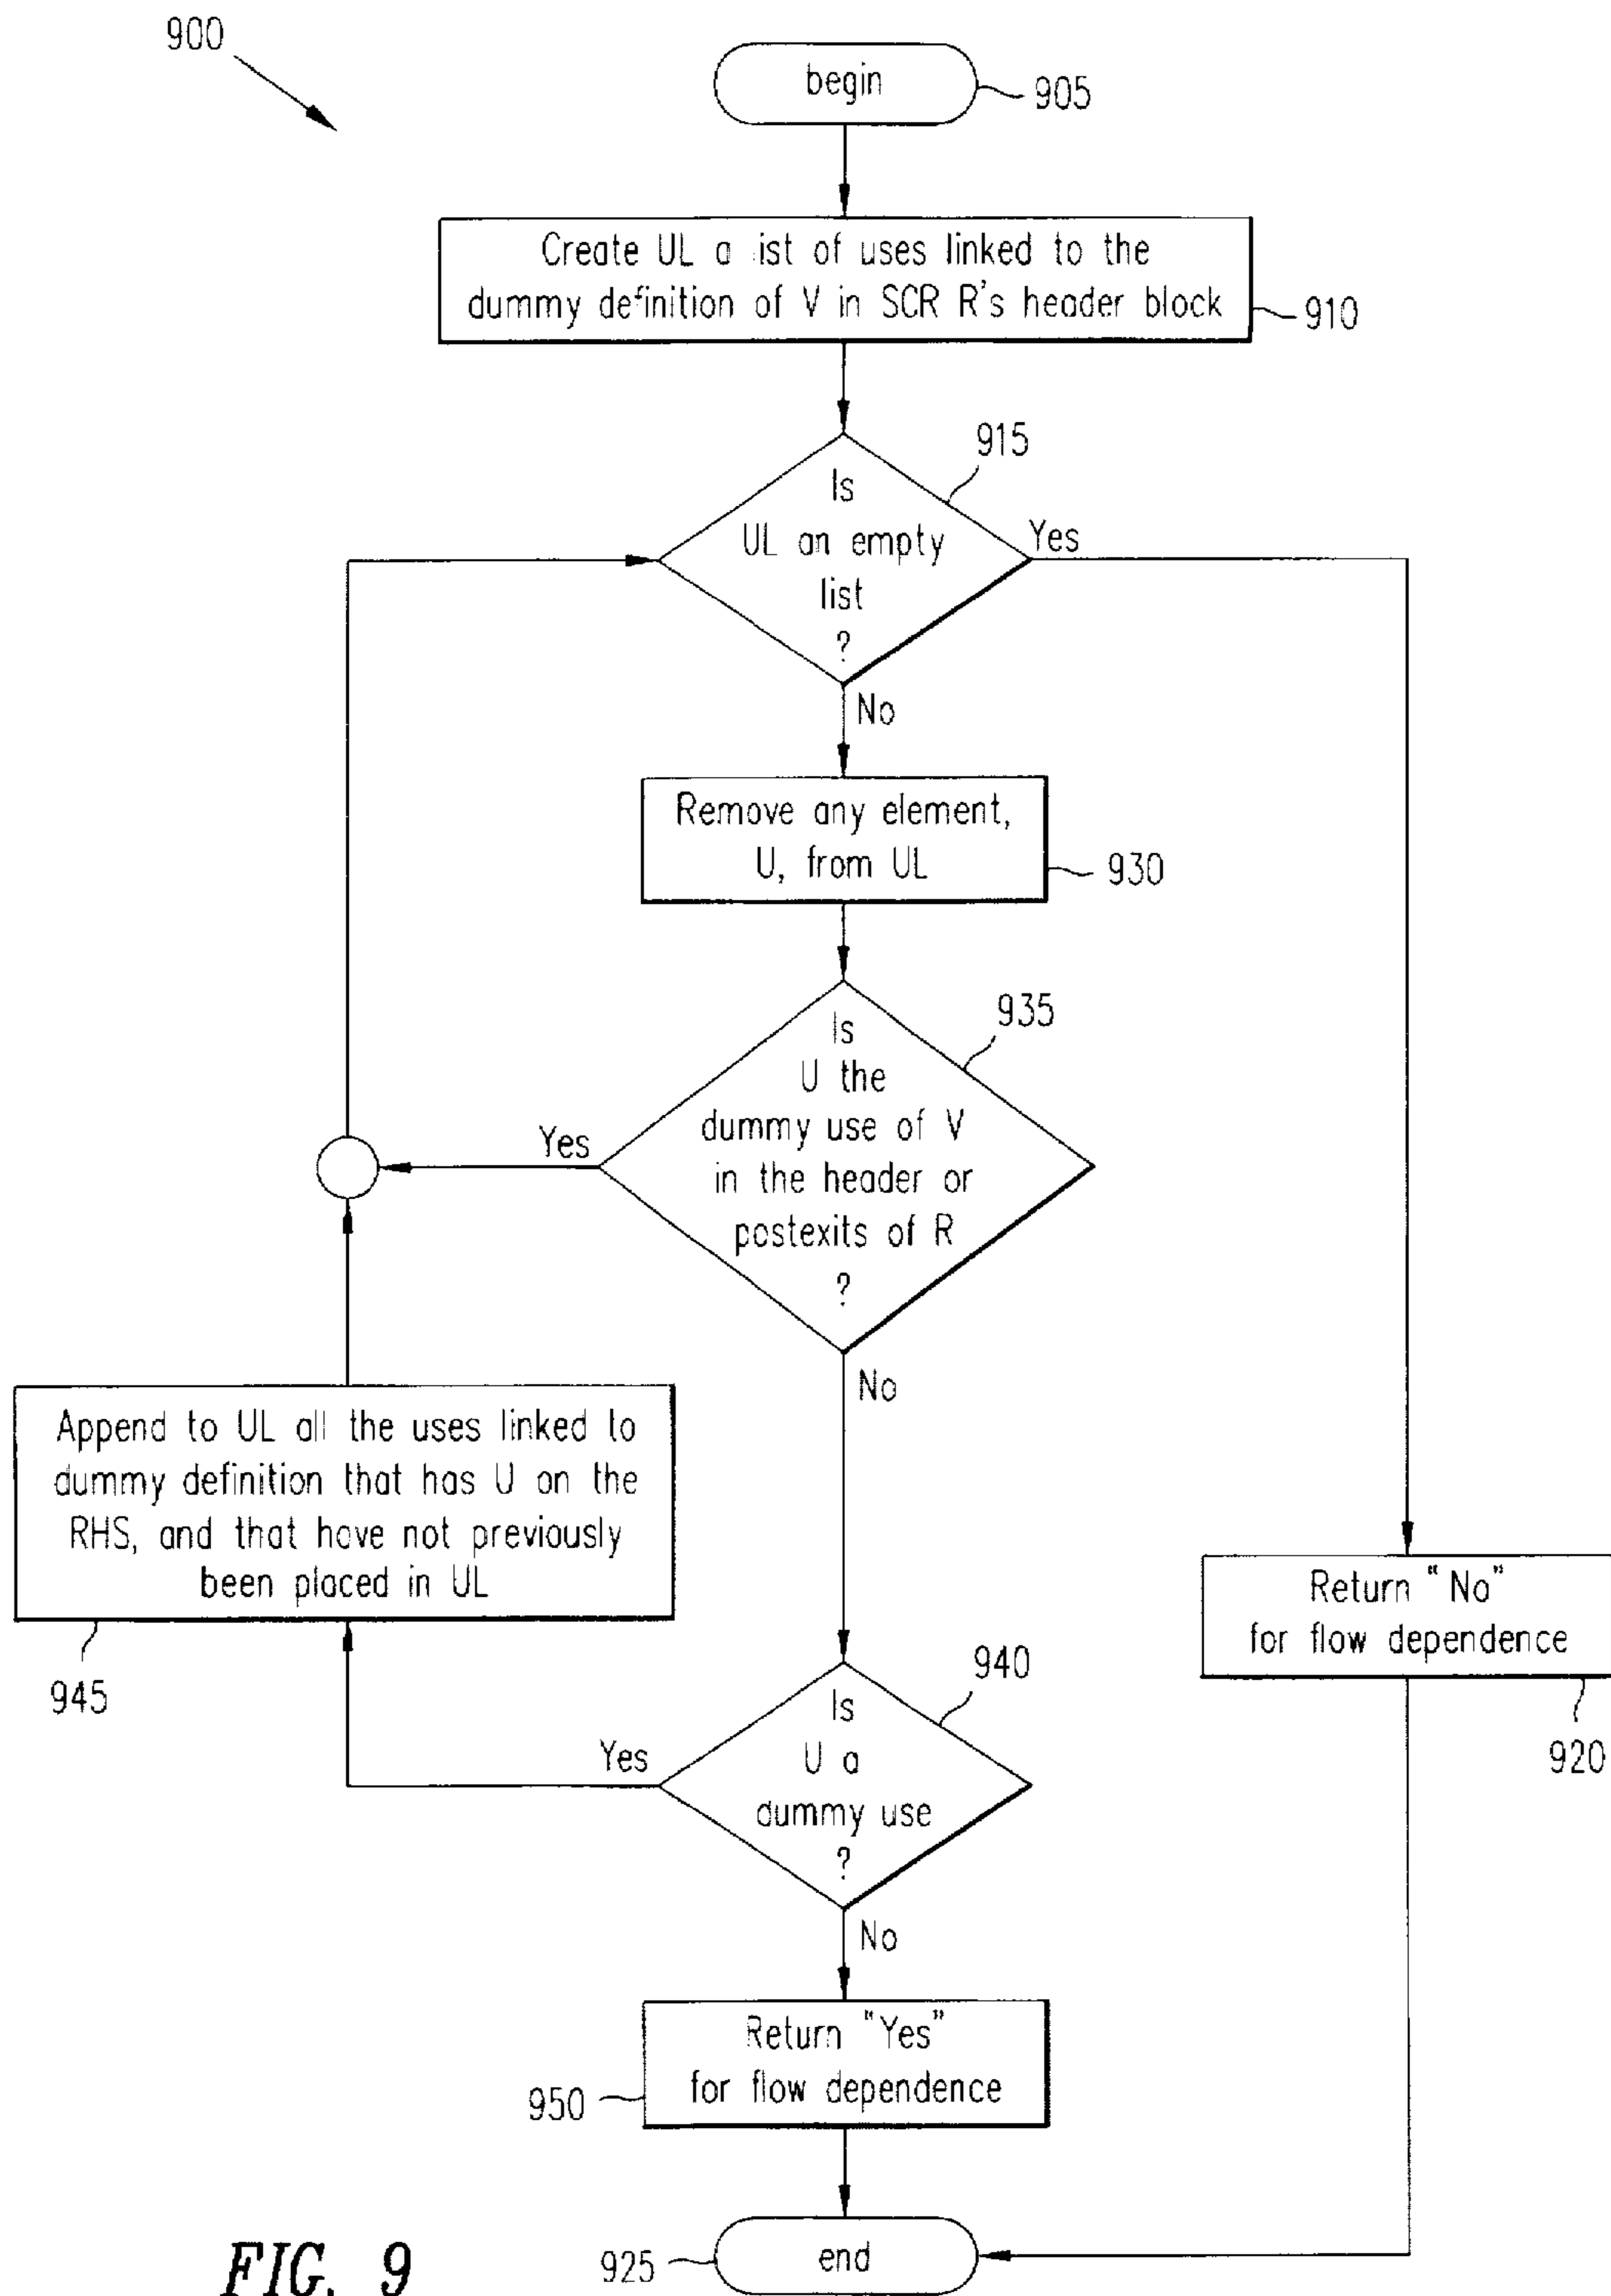 900
begin
905
Create UL a ist of uses linked to the
dummy definition of V in SCR R's header block
910
915
Is
UL an empty
list
?
Yes
No
Remove any element,
U, from UL
930
935
Is
U the
dummy use of V
in the header or
postexits of R
?
Yes
No
Append to UL all the uses linked to
dummy definition that has U on the
RHS, and that have not previously
been placed in UL
945
Return "No"
for flow dependence
920
940
Is
U a
dummy use
?
Yes
No
Return "Yes"
for flow dependence
950
925
end
FIG. 9